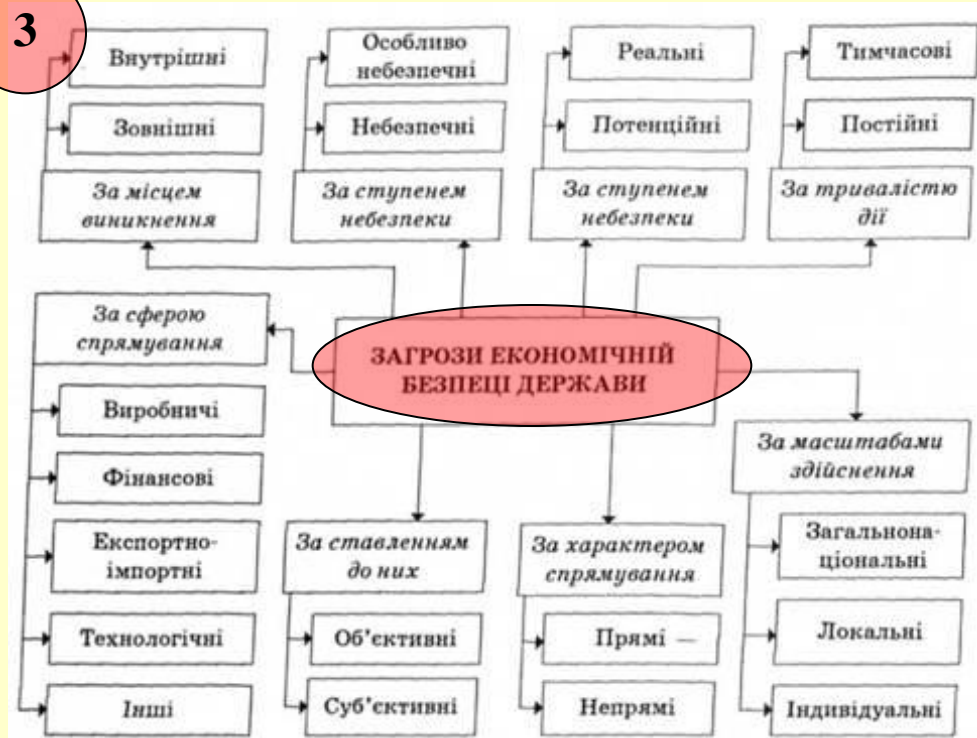 3
Внутрішні
Зовнішні
За місцем
виникнення
Особливо
небезпечні
Небезпечні
За ступенем
небезпеки
Реальні
Потенційні
За ступенем
небезпеки
Тимчасові
Постійні
За тривалістю
дії
ЗАГРОЗИ ЕКОНОМІЧНІЙ
БЕЗПЕЦІ ДЕРЖАВИ
За сферою
спрямування
Виробничі
Фінансові
Експортно-
імпортні
Технологічні
Інші
За ставленням
до них
Об’єктивні
Суб’єктивні
За характером
спрямування
Прямі —
Непрямі
За масштабами
здійснення
Загальнона-
ціональні
Локальні
Індивідуальні